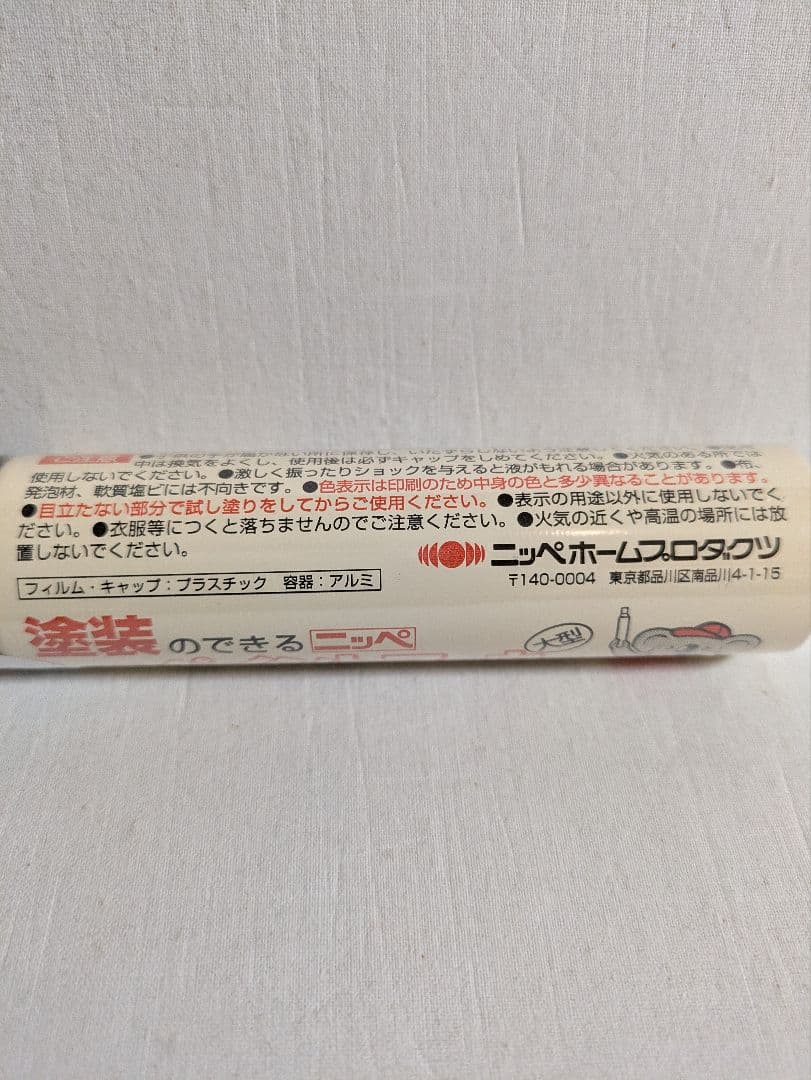 中は換気をよくし、使用後は必ずキャップをしめてください。●火気のある所では
使用しないでください。●激しく振ったりショックを与えると液がもれる場合があります。●布、
発泡材、軟質塩ビには不向きです。●色表示は印刷のため中身の色と多少異なることがあります。
●目立たない部分で試し塗りをしてからご使用ください。●表示の用途以外に使用しないでく
ださい。●衣服等につくと落ちませんのでご注意ください。●火気の近くや高温の場所には放
置しないでください。
ニッペホームプロダクツ
〒140-0004 東京都品川区南品川4-1-15
フィルム・キャップ：プラスチック 容器：アルミ
塗装のできるニッペ
大型